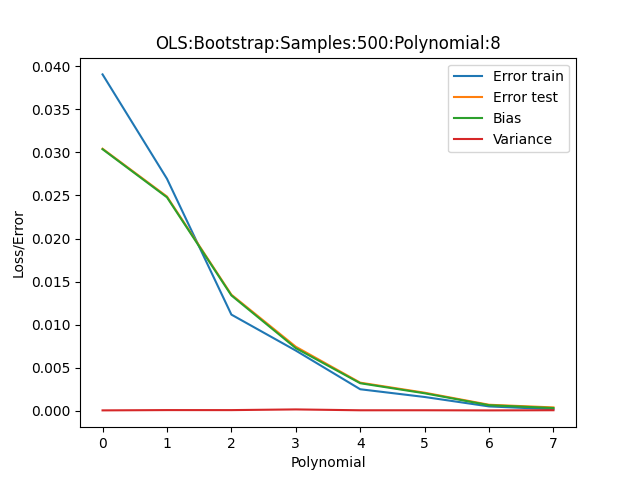 OLS:Bootstrap:Samples:500:Polynomial:8
Error train
Error test
Bias
Variance
0.040
0.035
0.030
0.025
0.020
0.015
0.010
0.005
0.000
Loss/Error
0 1 2 3 4 5 6 7
Polynomial